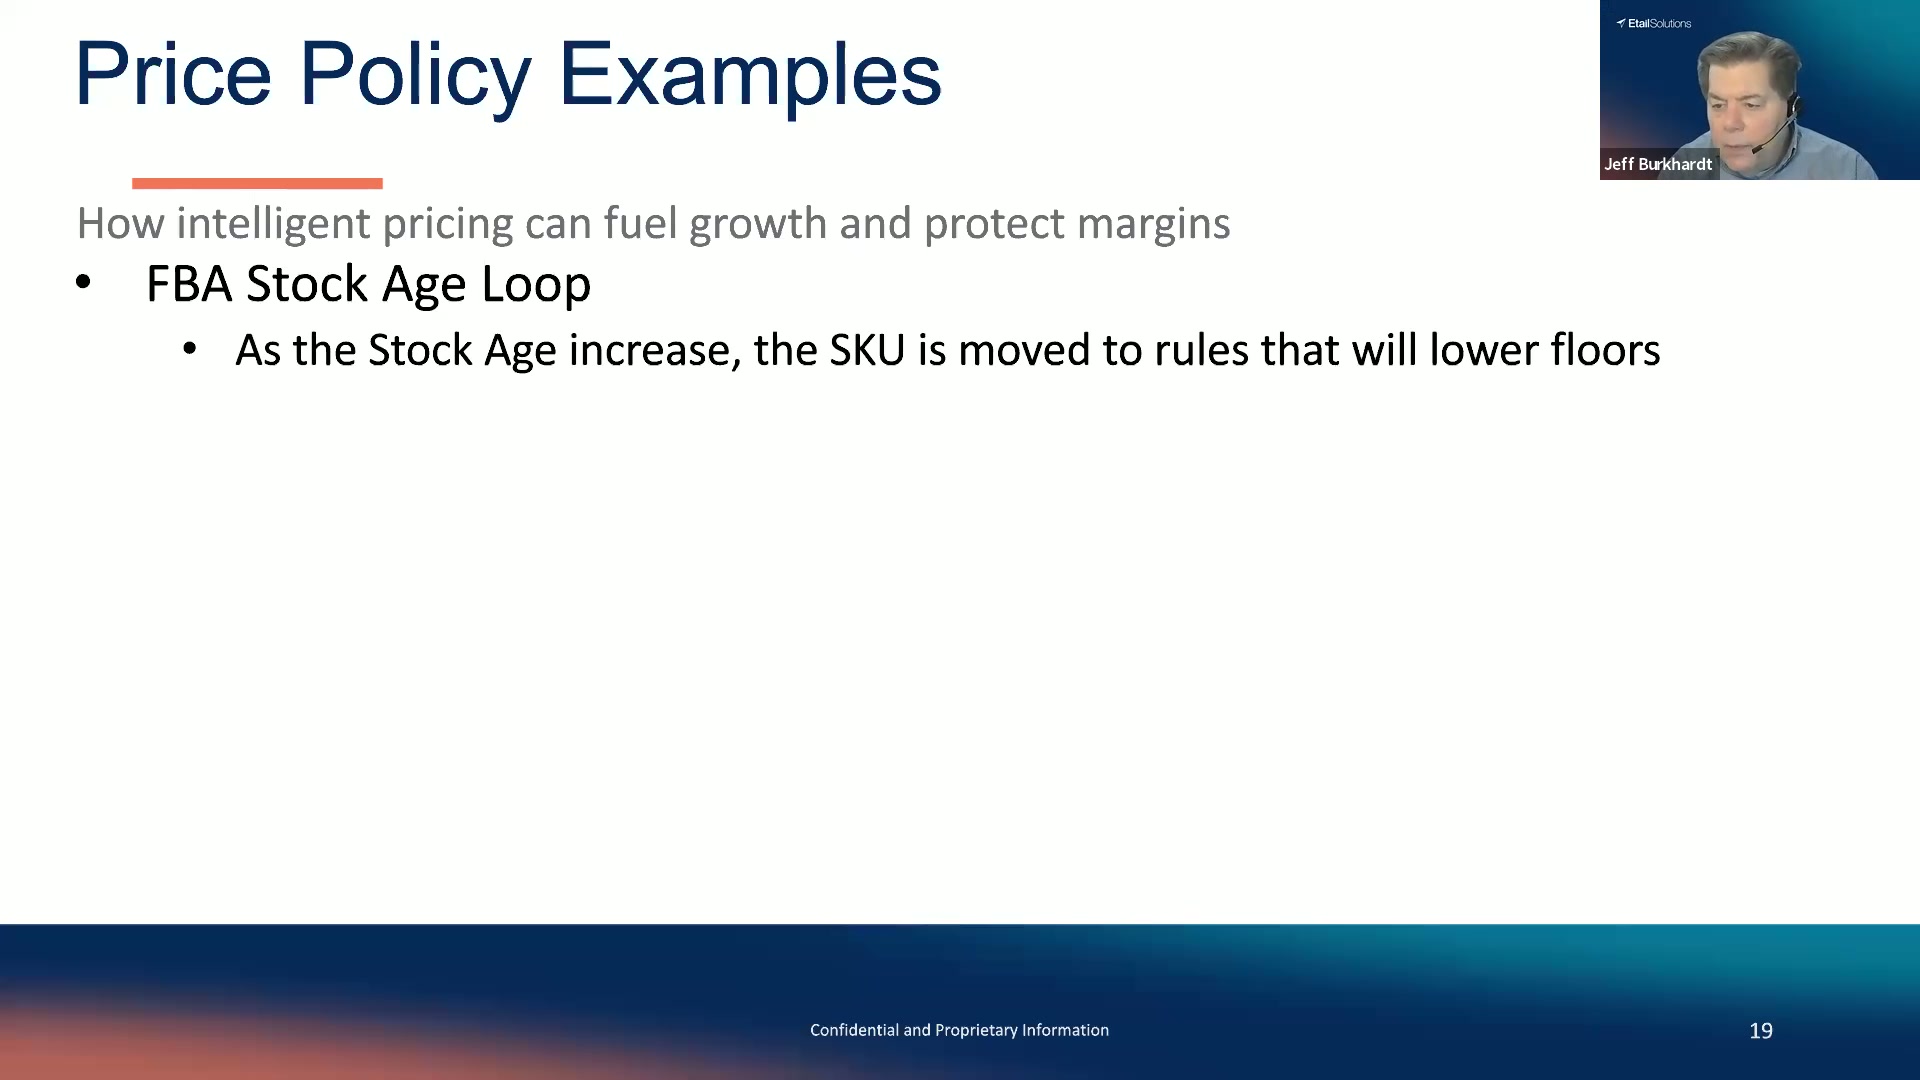 Price Policy Examples
EtailSolutions
Jeff Burkhardt
How intelligent pricing can fuel growth and protect margins
• FBA Stock Age Loop
• As the Stock Age increase, the SKU is moved to rules that will lower floors
Confidential and Proprietary Information
19